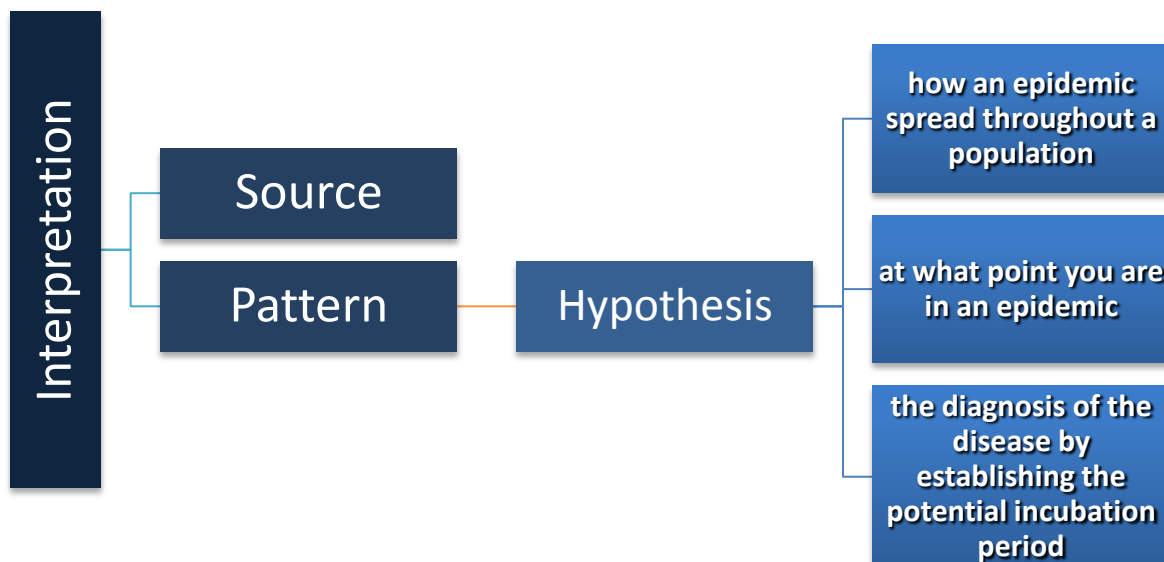 Interpretation
Source
Pattern
Hypothesis
how an epidemic
spread throughout a
population
at what point you are
in an epidemic
the diagnosis of the
disease by
establishing the
potential incubation
period